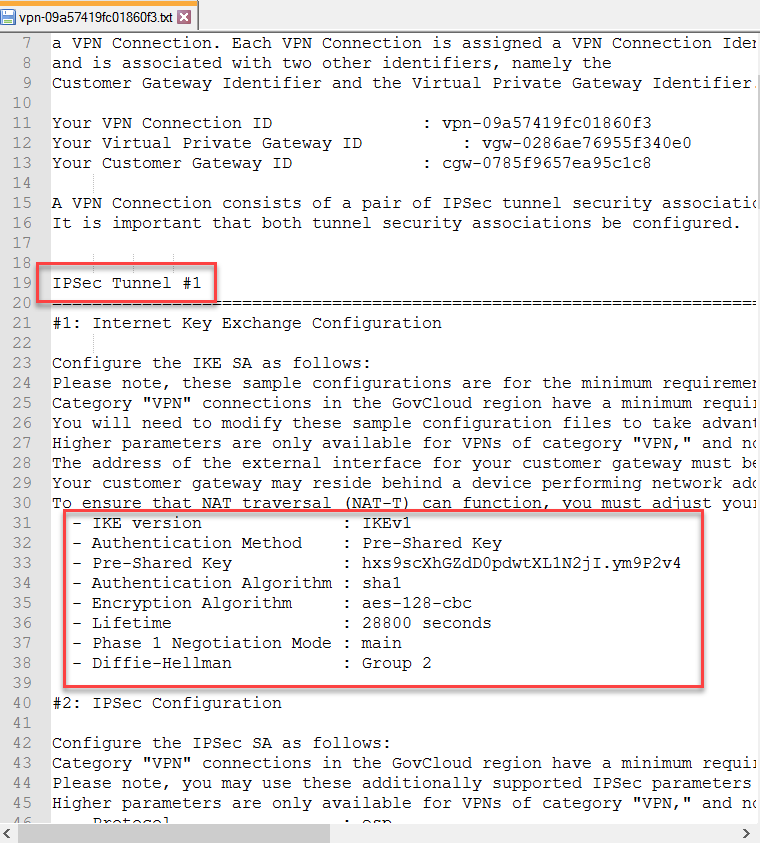 vpn-09a57419fc01860f3.txt
7 a VPN Connection. Each VPN Connection is assigned a VPN Connection
8 and is associated with two other identifiers, namely the
9 Customer Gateway Identifier and the Virtual Private Gateway Identifier
10
11 Your VPN Connection ID : vpn-09a57419fc01860f3
12 Your Virtual Private Gateway ID : vgw-0286ae76955f340e0
13 Your Customer Gateway ID : cgw-0785f9657ea95c1c8
14
15 A VPN Connection consists of a pair of IPSec tunnel security
16 It is important that both tunnel security associations be configured.
17
18
19 IPSec Tunnel #1
20 ================================================================================
21 #1: Internet Key Exchange Configuration
22
23 Configure the IKE SA as follows:
24 Please note, these sample configurations are for the minimum
25 Category "VPN" connections in the GovCloud region have a minimum
26 You will need to modify these sample configuration files to take
27 Higher parameters are only available for VPNs of category "VPN," and
28 The address of the external interface for your customer gateway must
29 Your customer gateway may reside behind a device performing network
30 To ensure that NAT traversal (NAT-T) can function, you must adjust
31 - IKE version : IKEv1
32 - Authentication Method : Pre-Shared Key
33 - Pre-Shared Key : hxs9scXhGZdD0pdwtXL1N2jI.ym9P2v4
34 - Authentication Algorithm : sha1
35 - Encryption Algorithm : aes-128-cbc
36 - Lifetime : 28800 seconds
37 - Phase 1 Negotiation Mode : main
38 - Diffie-Hellman : Group 2
39
40 #2: IPSec Configuration
41
42 Configure the IPSec SA as follows:
43 Category "VPN" connections in the GovCloud region have a minimum
44 Please note, you may use these additionally supported IPSec parameters
45 Higher parameters are only available for VPNs of category "VPN," and
46 - Protocol : esp